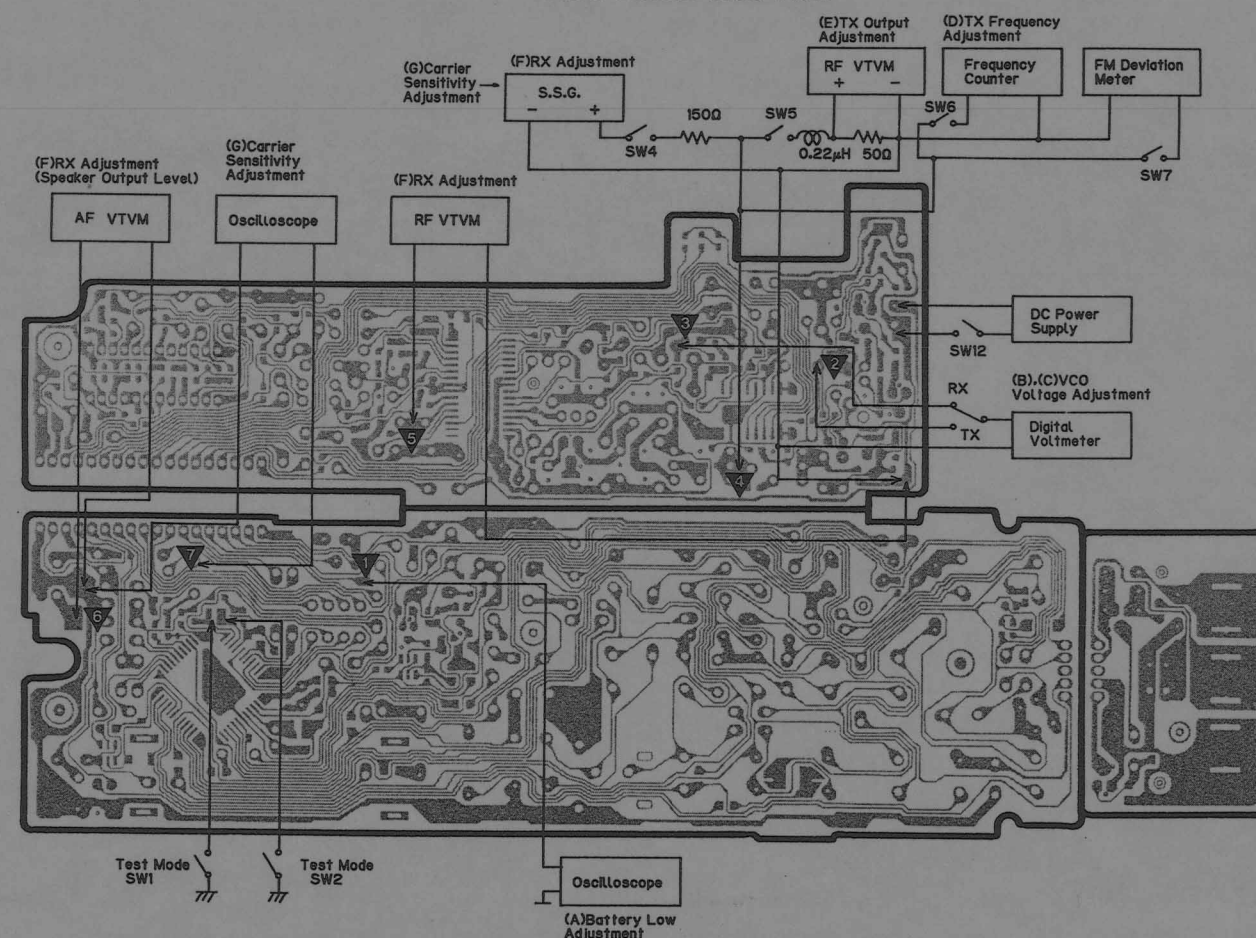 (E)TX Output
Adjustment
(D)TX Frequency
Adjustment
(F)RX Adjustment
(G)Carrier
Sensitivity
Adjustment
S.S.G.
- +
RF VTVM
+ -
Frequency
Counter
FM Deviation
Meter
SW4
150Ω
SW5
0.22μH
50Ω
SW6
SW7
(F)RX Adjustment
(Speaker Output Level)
(G)Carrier
Sensitivity
Adjustment
(F)RX Adjustment
AF VTVM
Oscilloscope
RF VTVM
3
2
5
4
DC Power
Supply
SW12
RX
TX
(B).(C)VCO
Voltage Adjustment
Digital
Voltmeter
7
1
6
Test Mode
SW1
Test Mode
SW2
Oscilloscope
(A)Battery Low
Adjustment